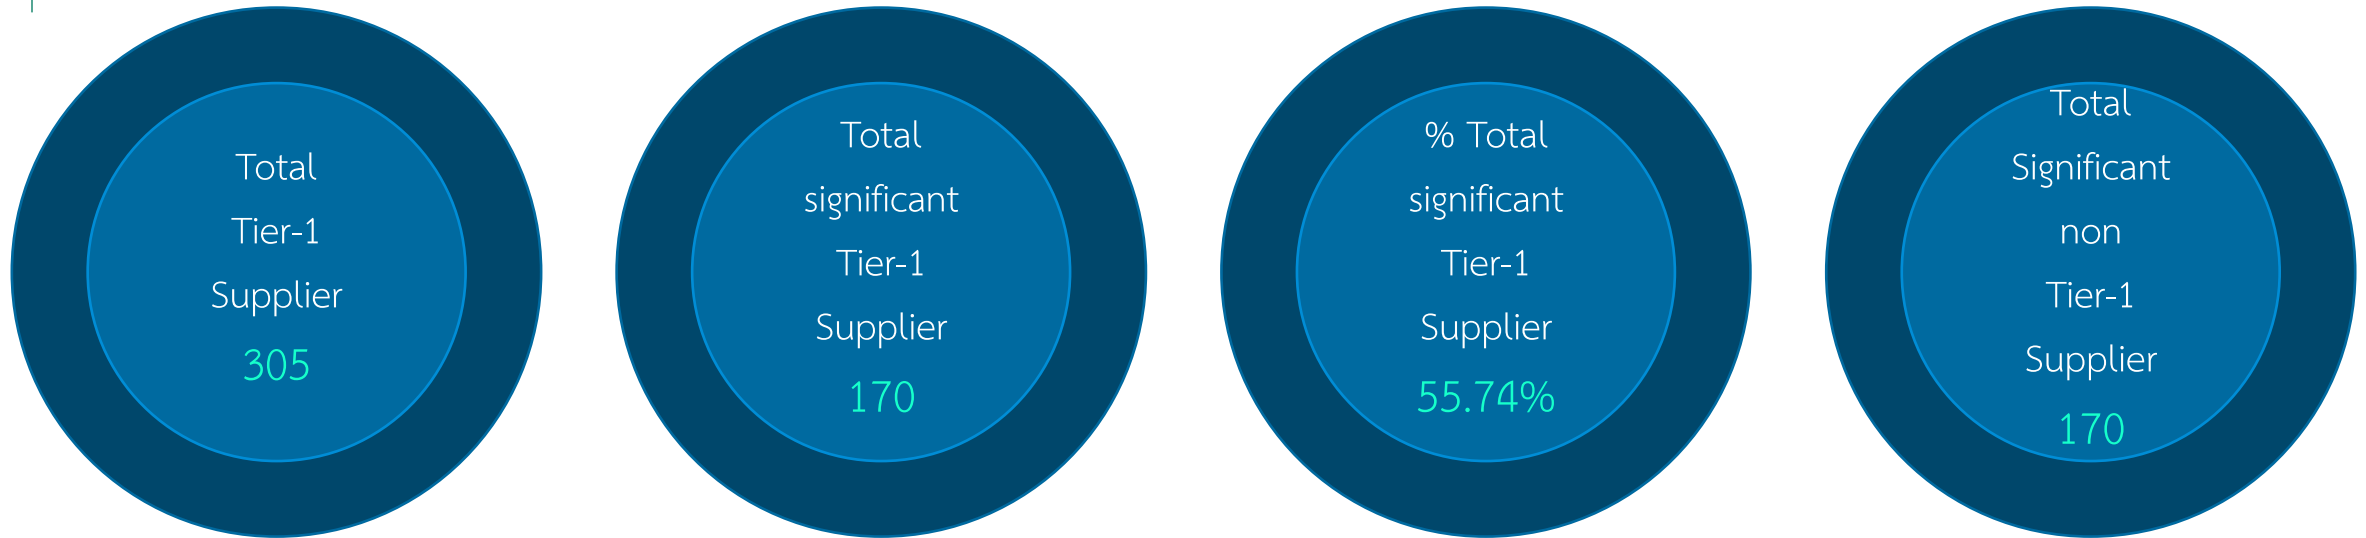 Total
Tier-1
Supplier
305
Total
significant
Tier-1
Supplier
170
% Total
significant
Tier-1
Supplier
55.74%
Total
Significant
non
Tier-1
Supplier
170